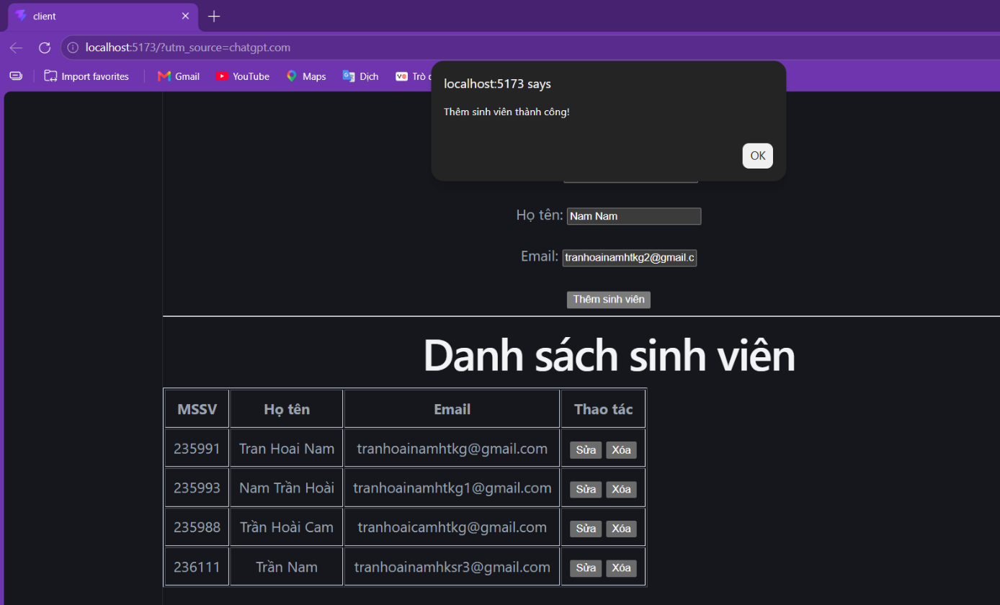 client
localhost:5173/?utm_source=chatgpt.com
Import favorites
Gmail
YouTube
Maps
Dịch
Trò
localhost:5173 says
Thêm sinh viên thành công!
OK
Họ tên: Nam Nam
Email: tranhoainamhtkg2@gmail.c
Thêm sinh viên
Danh sách sinh viên
MSSV Họ tên Email Thao tác
235991 Tran Hoai Nam tranhoainamhtkg@gmail.com Sửa Xóa
235993 Nam Trần Hoài tranhoainamhtkg1@gmail.com Sửa Xóa
235988 Trần Hoài Cam tranhoaicamhtkg@gmail.com Sửa Xóa
236111 Trần Nam tranhoainamhksr3@gmail.com Sửa Xóa